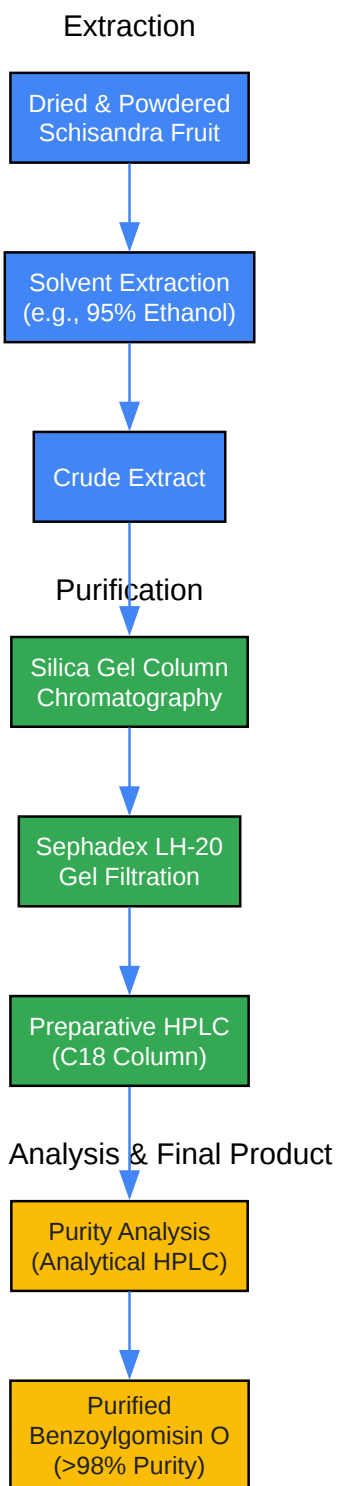 Extraction
Dried & Powdered
Schisandra Fruit
Solvent Extraction
(e.g., 95% Ethanol)
Crude Extract
Purification
Silica Gel Column
Chromatography
Sephadex LH-20
Gel Filtration
Preparative HPLC
(C18 Column)
Analysis & Final Product
Purity Analysis
(Analytical HPLC)
Purified
Benzoylgomisin O
(>98% Purity)